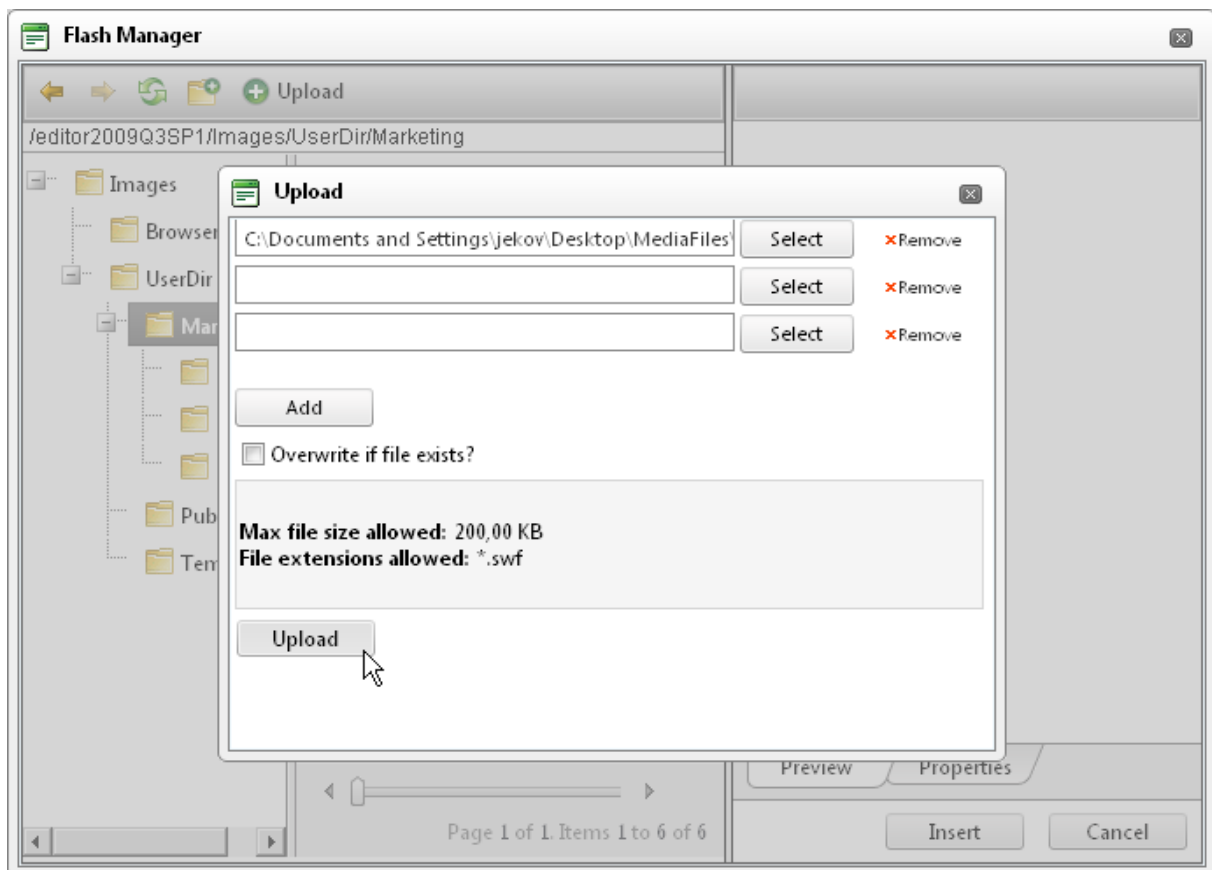 Flash Manager
Upload
/editor2009Q3SP1/Images/UserDir/Marketing
Images
Browser
UserDir
Mar
Pub
Tem
Upload
C:\Documents and Settings\jekov\Desktop\MediaFiles\ Select Remove
Select Remove
Select Remove
Add
Overwrite if file exists?
Max file size allowed: 200,00 KB
File extensions allowed: *.swf
Upload
Preview Properties
Page 1 of 1. Items 1 to 6 of 6
Insert Cancel